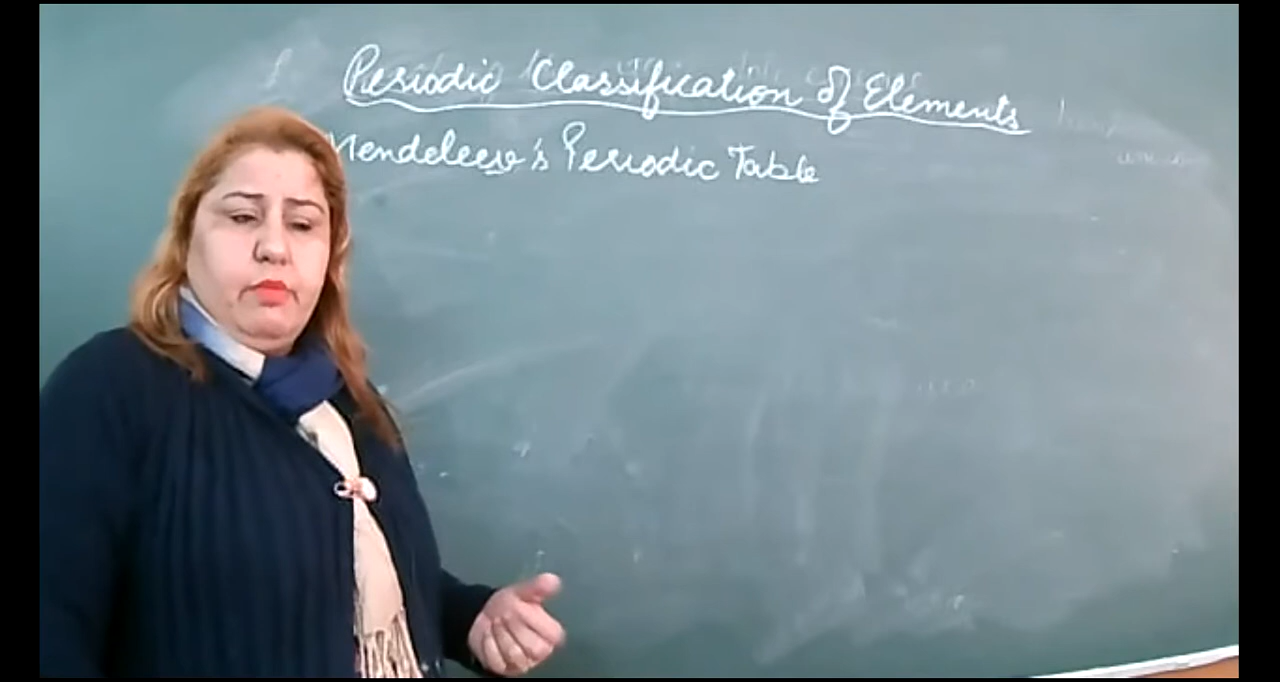 Periodic Classification of Elements
Mendeleev's Periodic Table